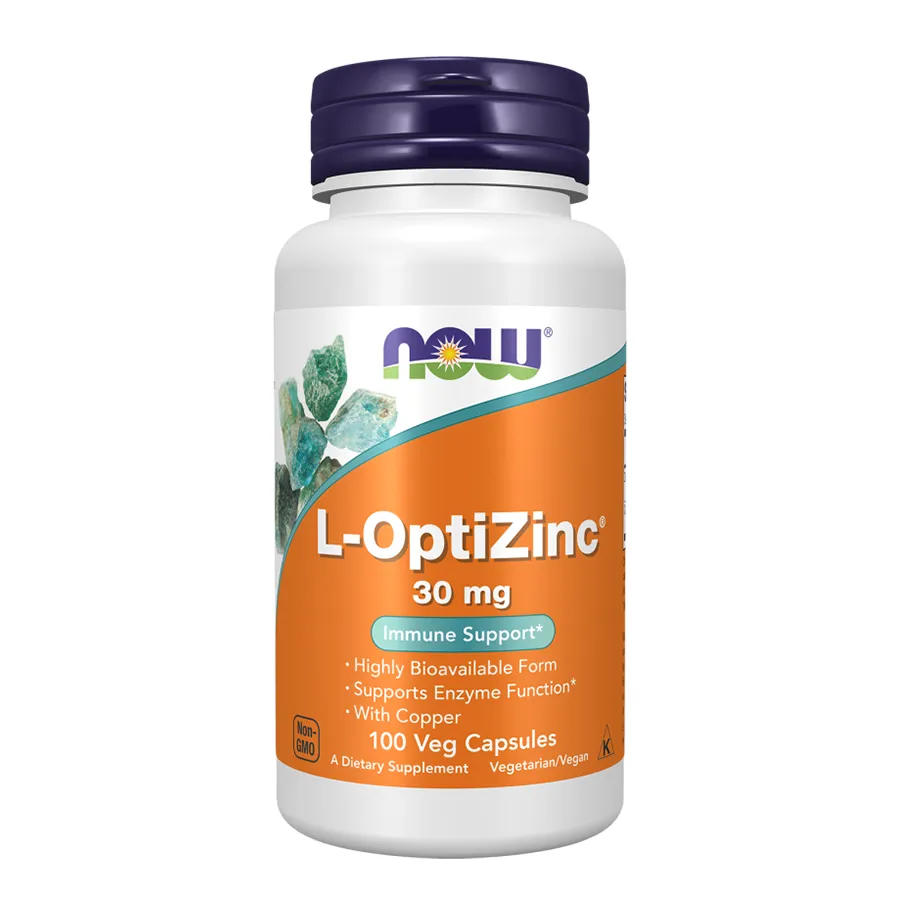 now®
L-OptiZinc®
30 mg
Immune Support*
• Highly Bioavailable Form
• Supports Enzyme Function*
• With Copper
100 Veg Capsules
Non-
GMO
A Dietary Supplement Vegetarian/Vegan
K